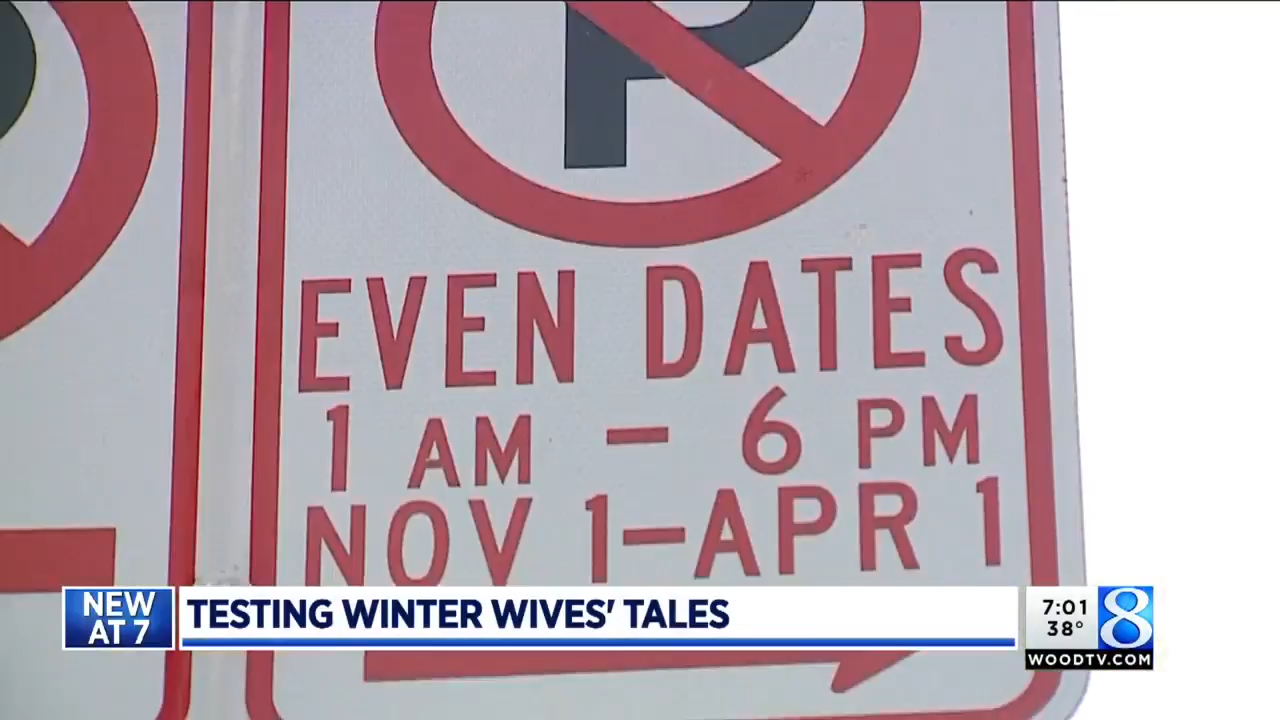 P
EVEN DATES
1 AM – 6 PM
NOV 1–APR 1
NEW
AT 7
TESTING WINTER WIVES' TALES
7:01
38°
8
WOODTV.COM